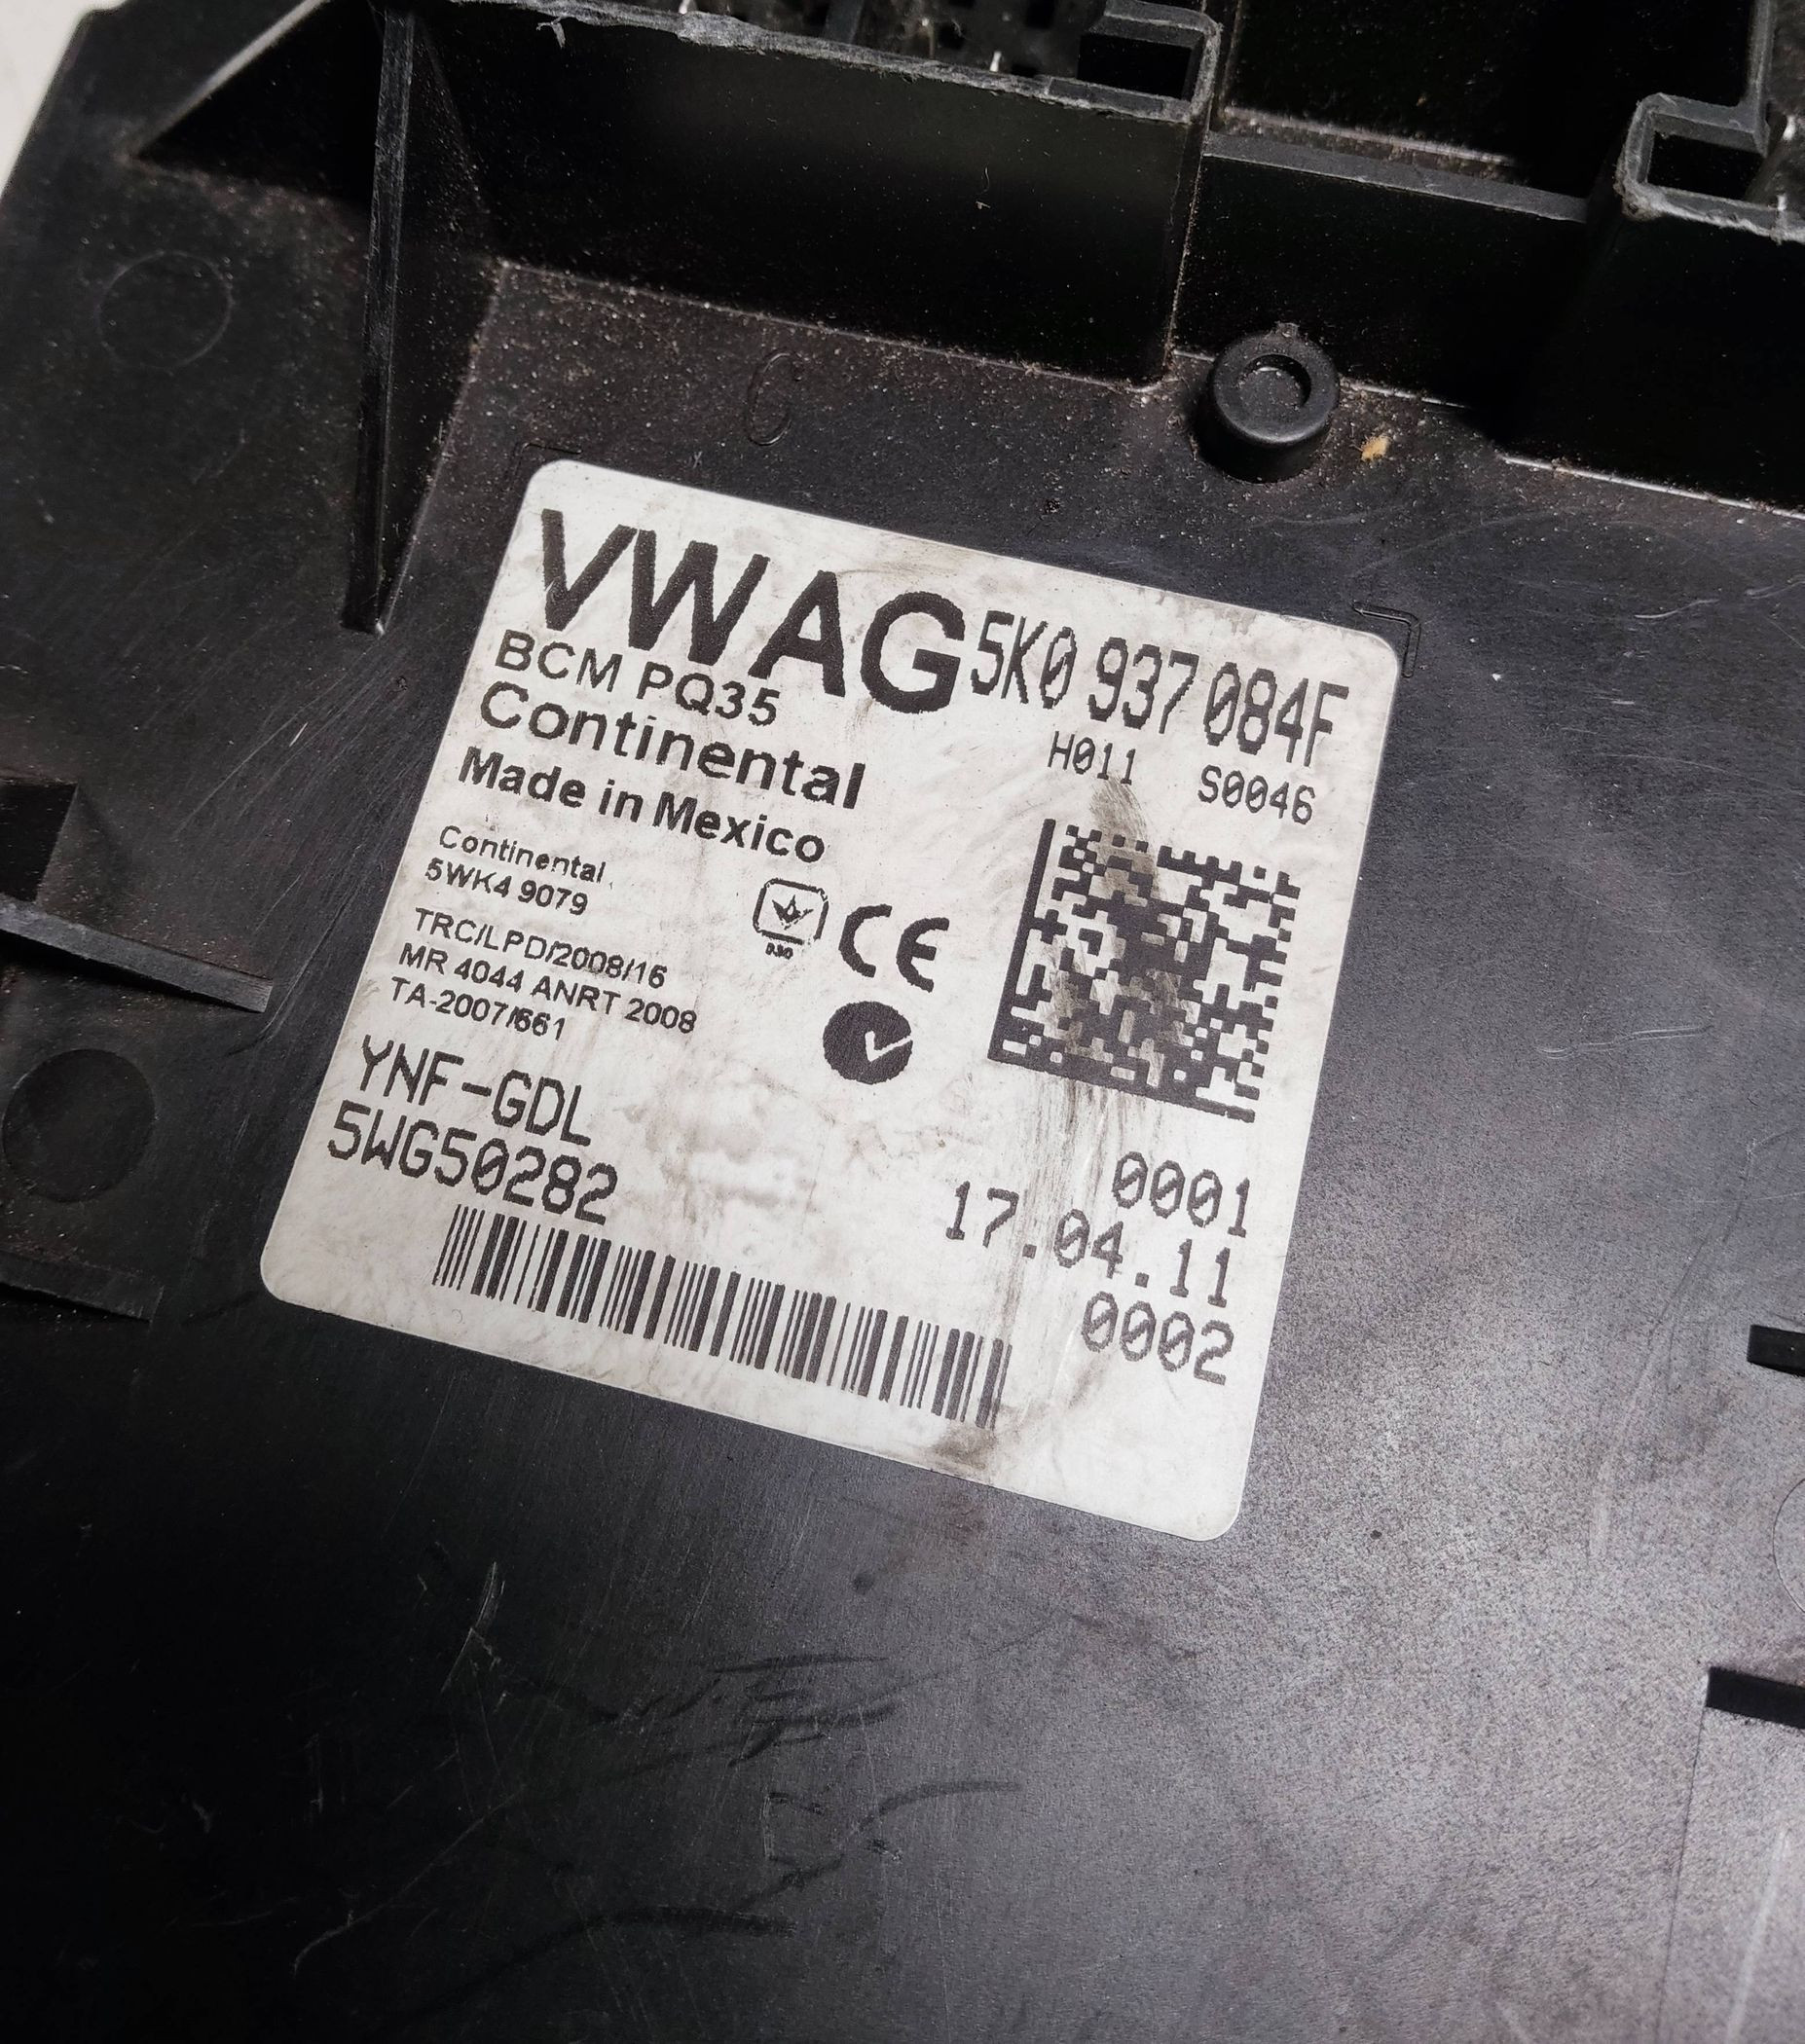 C
VWAG 5K0 937 084F
BCM PQ35
H011 S0046
Continental
Made in Mexico
Continental
5WK4 9079
TRC/LPD/2008/16
MR 4044 ANRT 2008
TA-2007/661
CE
YNF-GDL
5WG50282
0001
17.04.11
0002